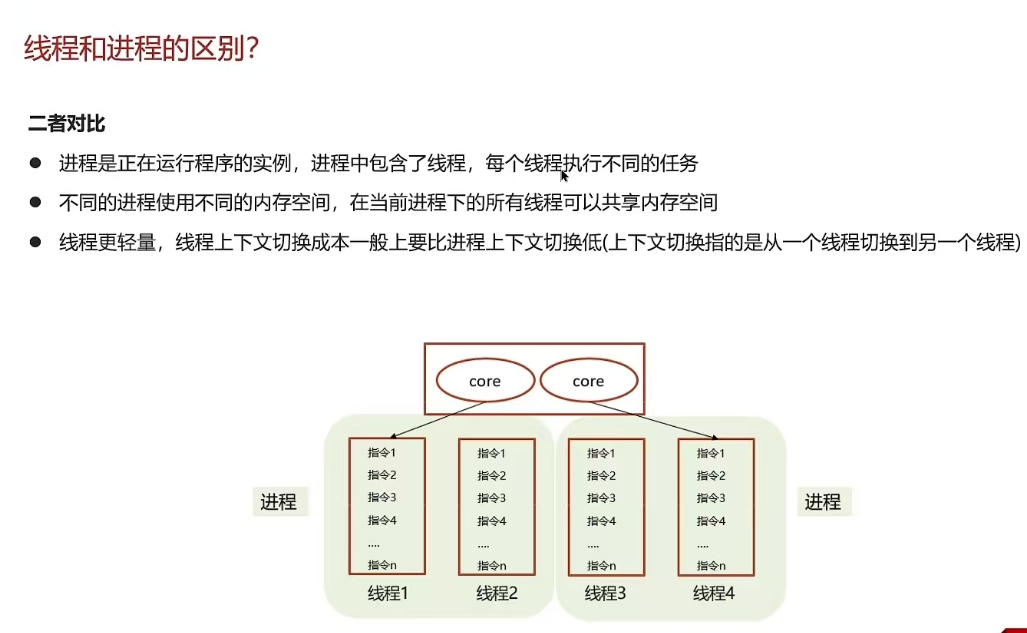 线程和进程的区别?
二者对比
● 进程是正在运行程序的实例，进程中包含了线程，每个线程执行不同的任务
● 不同的进程使用不同的内存空间，在当前进程下的所有线程可以共享内存空间
● 线程更轻量，线程上下文切换成本一般上要比进程上下文切换低(上下文切换指的是从一个线程切换到另一个线程)
core core
指令1 指令1 指令1 指令1
指令2 指令2 指令2 指令2
进程 指令3 指令3 指令3 指令3 进程
指令4 指令4 指令4 指令4
.... .... .... ....
指令n 指令n 指令n 指令n
线程1 线程2 线程3 线程4